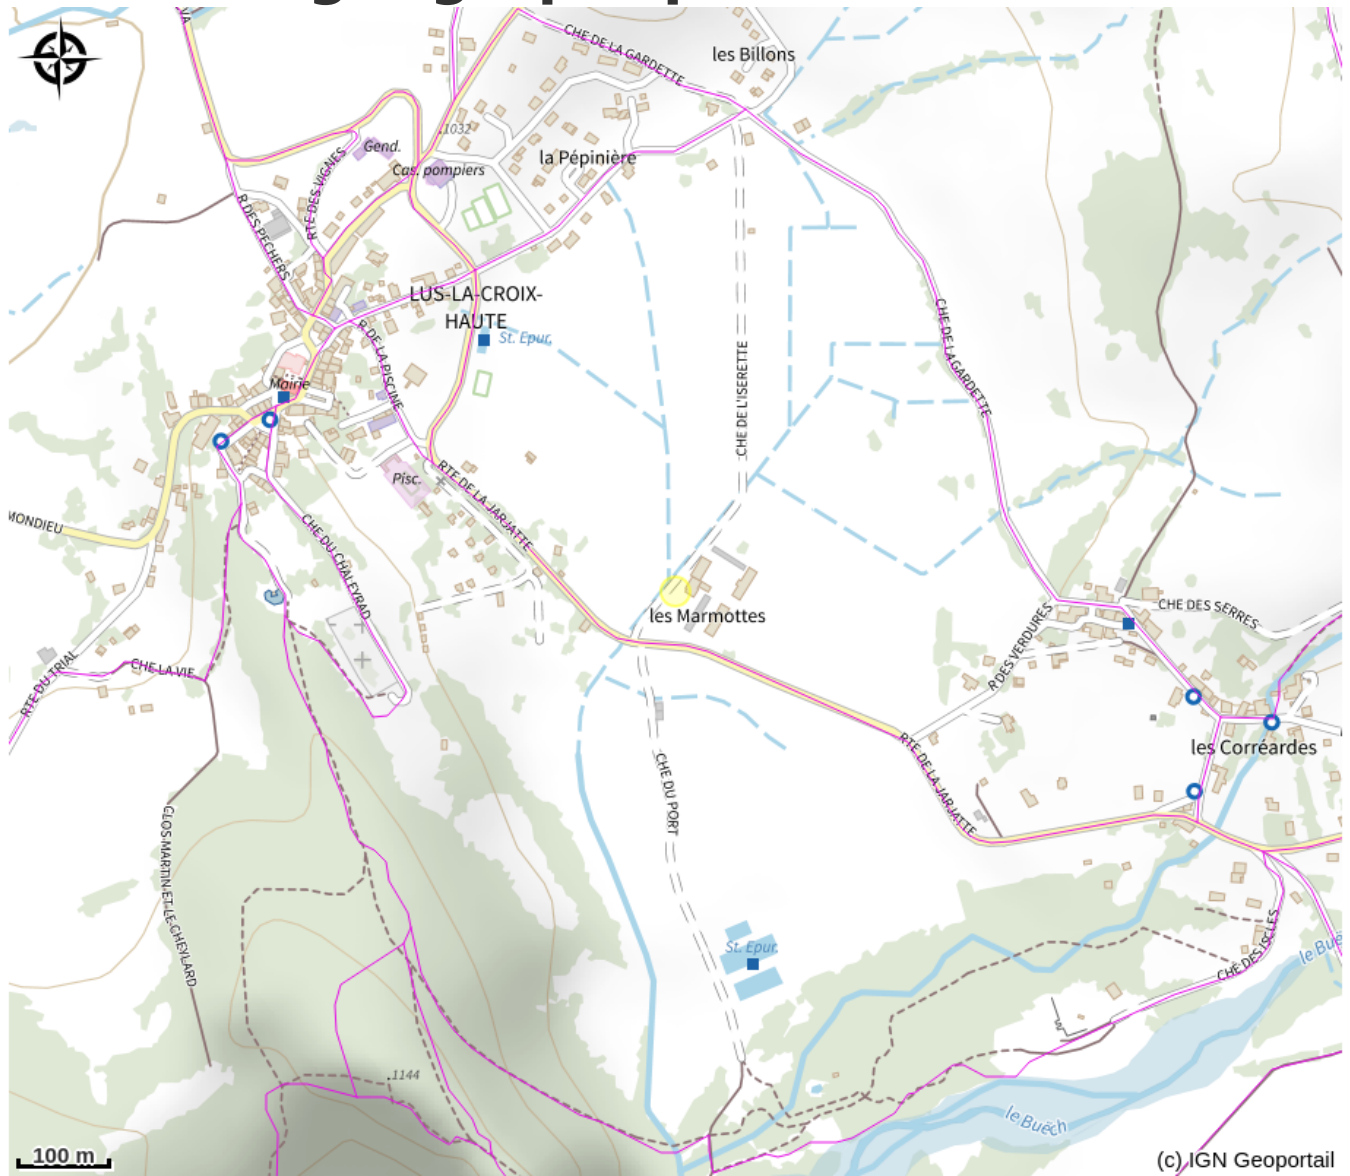 VA
CHE DE LA GARDETTE
les Billons
1032
Gend.
Cas. pompiers
la Pépinière
RTE DES VIGNES
R DES PECHERS
LUS-LA-CROIX-
HAUTE
St. Epur.
R DE LA PISCINE
Mairie
CHE DE L'ISERETTE
CHE DE LA GARDETTE
Pisc.
RTE DE LA JARJATTE
MONDIEU
CHE DU CHALEYRAD
les Marmottes
CHE DES SERRES
R DES VERDURES
CHE LA VIE
RTE DU TRIAL
les Corréardes
RTE DE LA JARJATTE
CHE DU PORT
CLOS MARTIN ET LE CHEYLARD
St. Epur.
CHE DES ISCLES
le Buë
1144
le Buëch
100 m
(c) IGN Geoportail